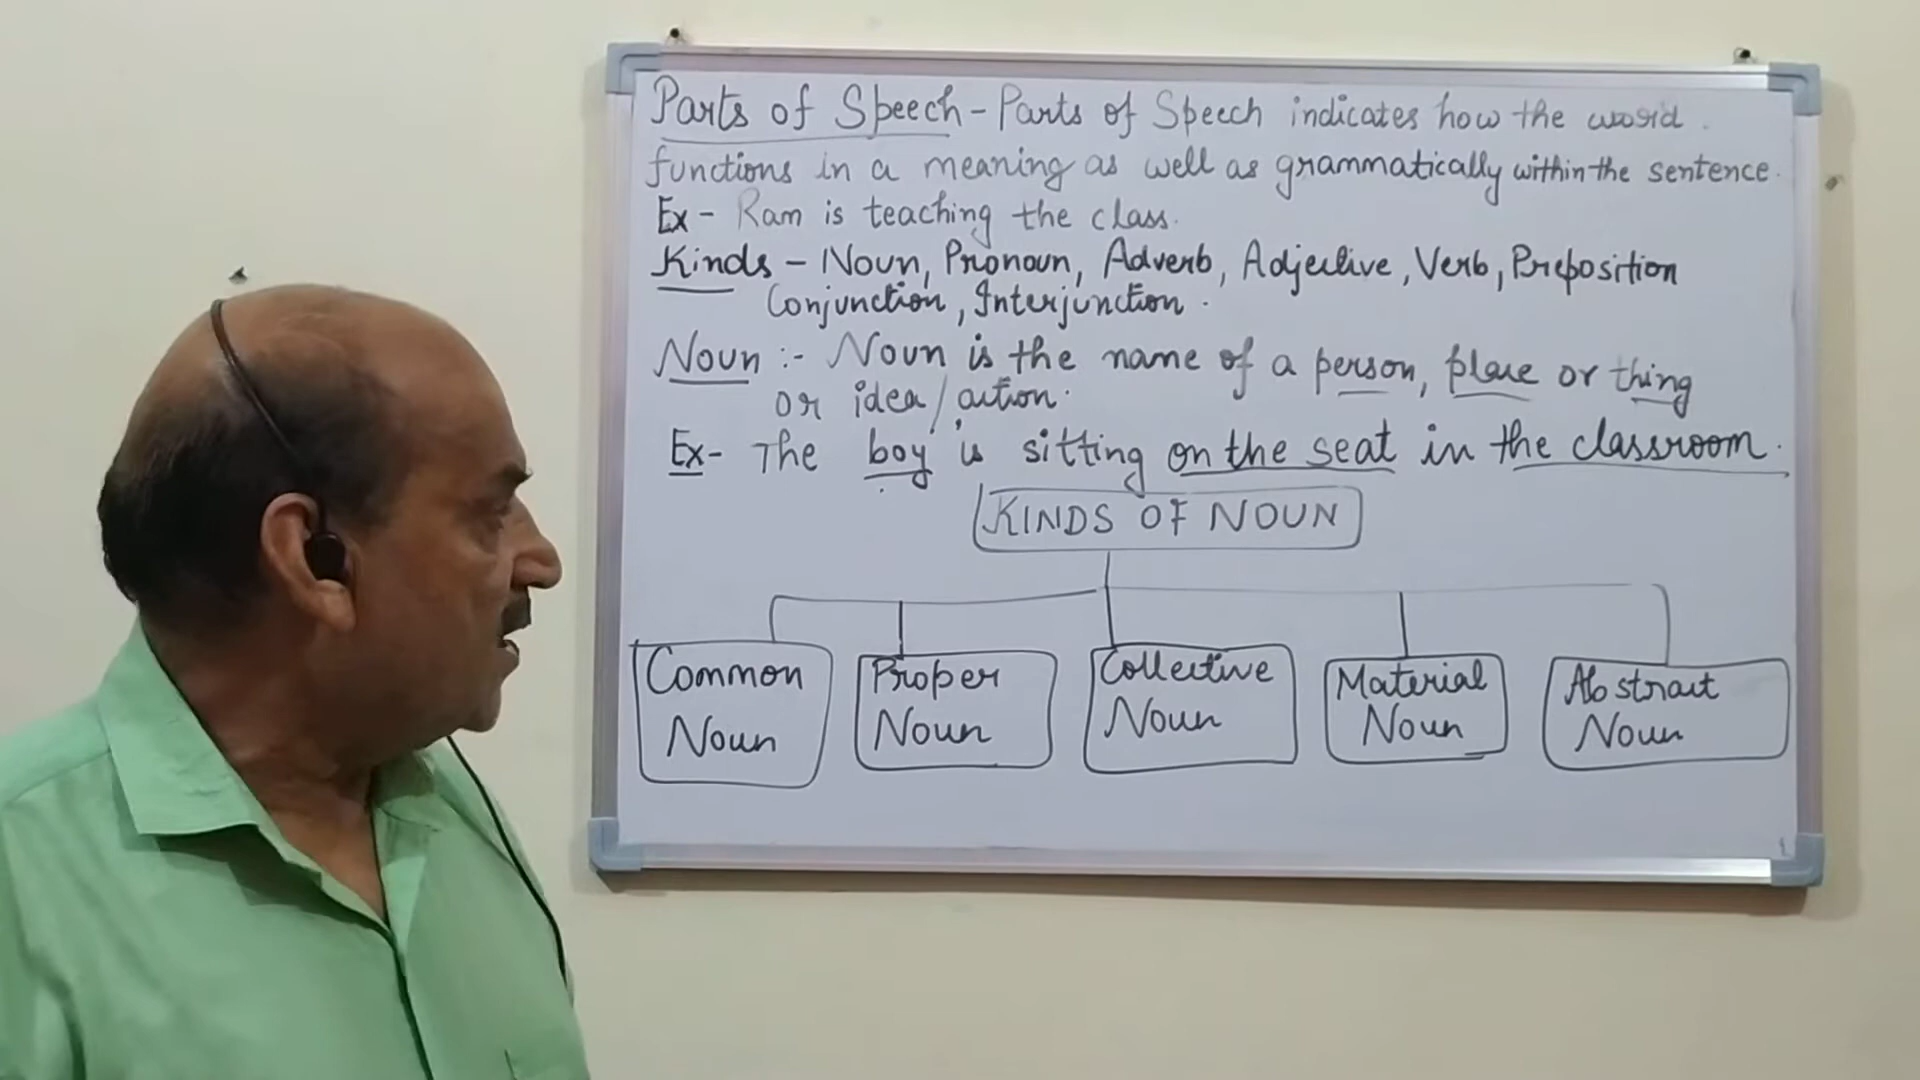 Parts of Speech - Parts of Speech indicates how the word
functions in a meaning as well as grammatically within the sentence.
Ex - Ram is teaching the class.
Kinds - Noun, Pronoun, Adverb, Adjective, Verb, Preposition
Conjunction, Interjunction.
Noun :- Noun is the name of a person, place or thing
or idea/action.
Ex- The boy is sitting on the seat in the classroom.
KINDS OF NOUN
Common Noun
Proper Noun
Collective Noun
Material Noun
Abstract Noun